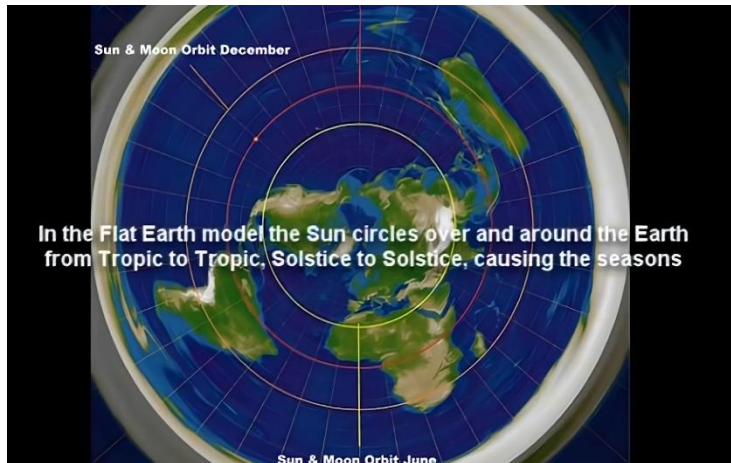 Sun & Moon Orbit December
In the Flat Earth model the Sun circles over and around the Earth
from Tropic to Tropic, Solstice to Solstice, causing the seasons
Sun & Moon Orbit June